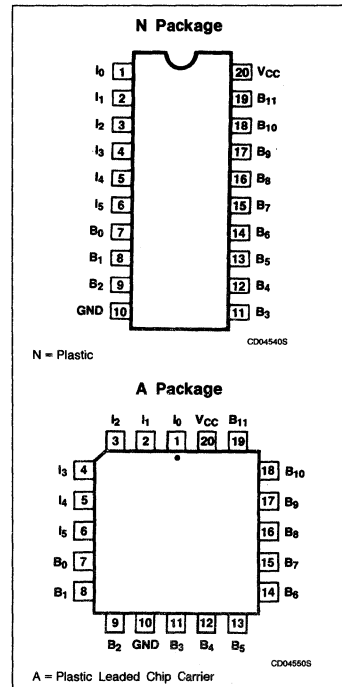 N Package
I0 1 20 VCC
I1 2 19 B11
I2 3 18 B10
I3 4 17 B9
I4 5 16 B8
I5 6 15 B7
B0 7 14 B6
B1 8 13 B5
B2 9 12 B4
GND 10 11 B3
CD04540S
N = Plastic
A Package
I2 I1 I0 VCC B11
3 2 1 20 19
I3 4 18 B10
I4 5 17 B9
I5 6 16 B8
B0 7 15 B7
B1 8 14 B6
9 10 11 12 13
B2 GND B3 B4 B5
CD04550S
A = Plastic Leaded Chip Carrier